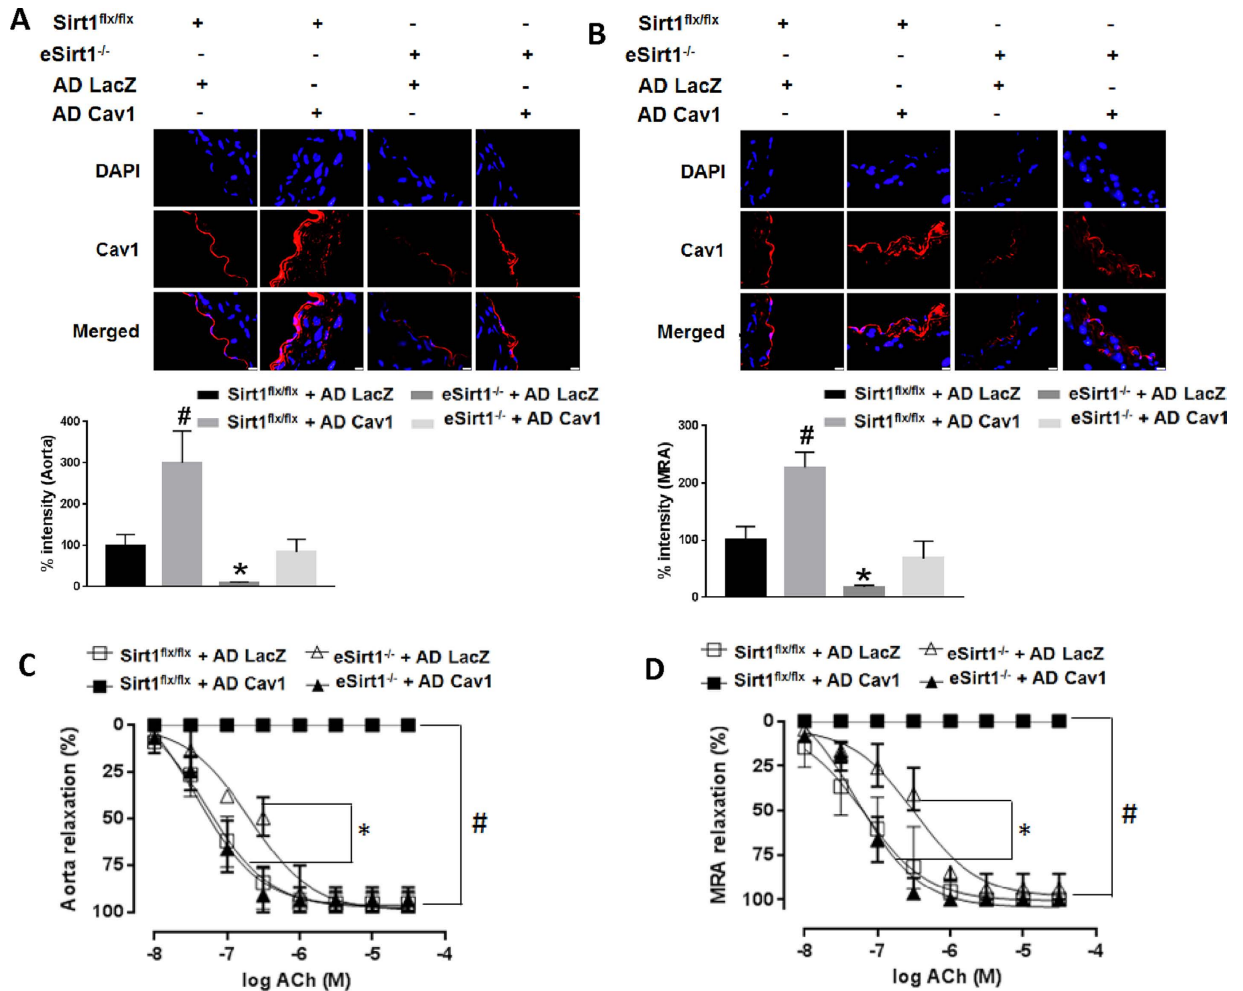 A
Sirt1flx/flx + + - -
eSirt1-/- - - + +
AD LacZ + - + -
AD Cav1 - + - +
DAPI
Cav1
Merged
Sirt1flx/flx + AD LacZ
eSirt1-/- + AD LacZ
Sirt1flx/flx + AD Cav1
eSirt1-/- + AD Cav1
% intensity (Aorta)
400
300
200
100
0
#
*
B
Sirt1flx/flx + + - -
eSirt1-/- - - + +
AD LacZ + - + -
AD Cav1 - + - +
DAPI
Cav1
Merged
Sirt1flx/flx + AD LacZ
eSirt1-/- + AD LacZ
Sirt1flx/flx + AD Cav1
eSirt1-/- + AD Cav1
% intensity (MRA)
300
200
100
0
#
*
C
Sirt1flx/flx + AD LacZ
eSirt1-/- + AD LacZ
Sirt1flx/flx + AD Cav1
eSirt1-/- + AD Cav1
Aorta relaxation (%)
0
25
50
75
100
*
#
-8 -7 -6 -5 -4
log ACh (M)
D
Sirt1flx/flx + AD LacZ
eSirt1-/- + AD LacZ
Sirt1flx/flx + AD Cav1
eSirt1-/- + AD Cav1
MRA relaxation (%)
0
25
50
75
100
*
#
-8 -7 -6 -5 -4
log ACh (M)